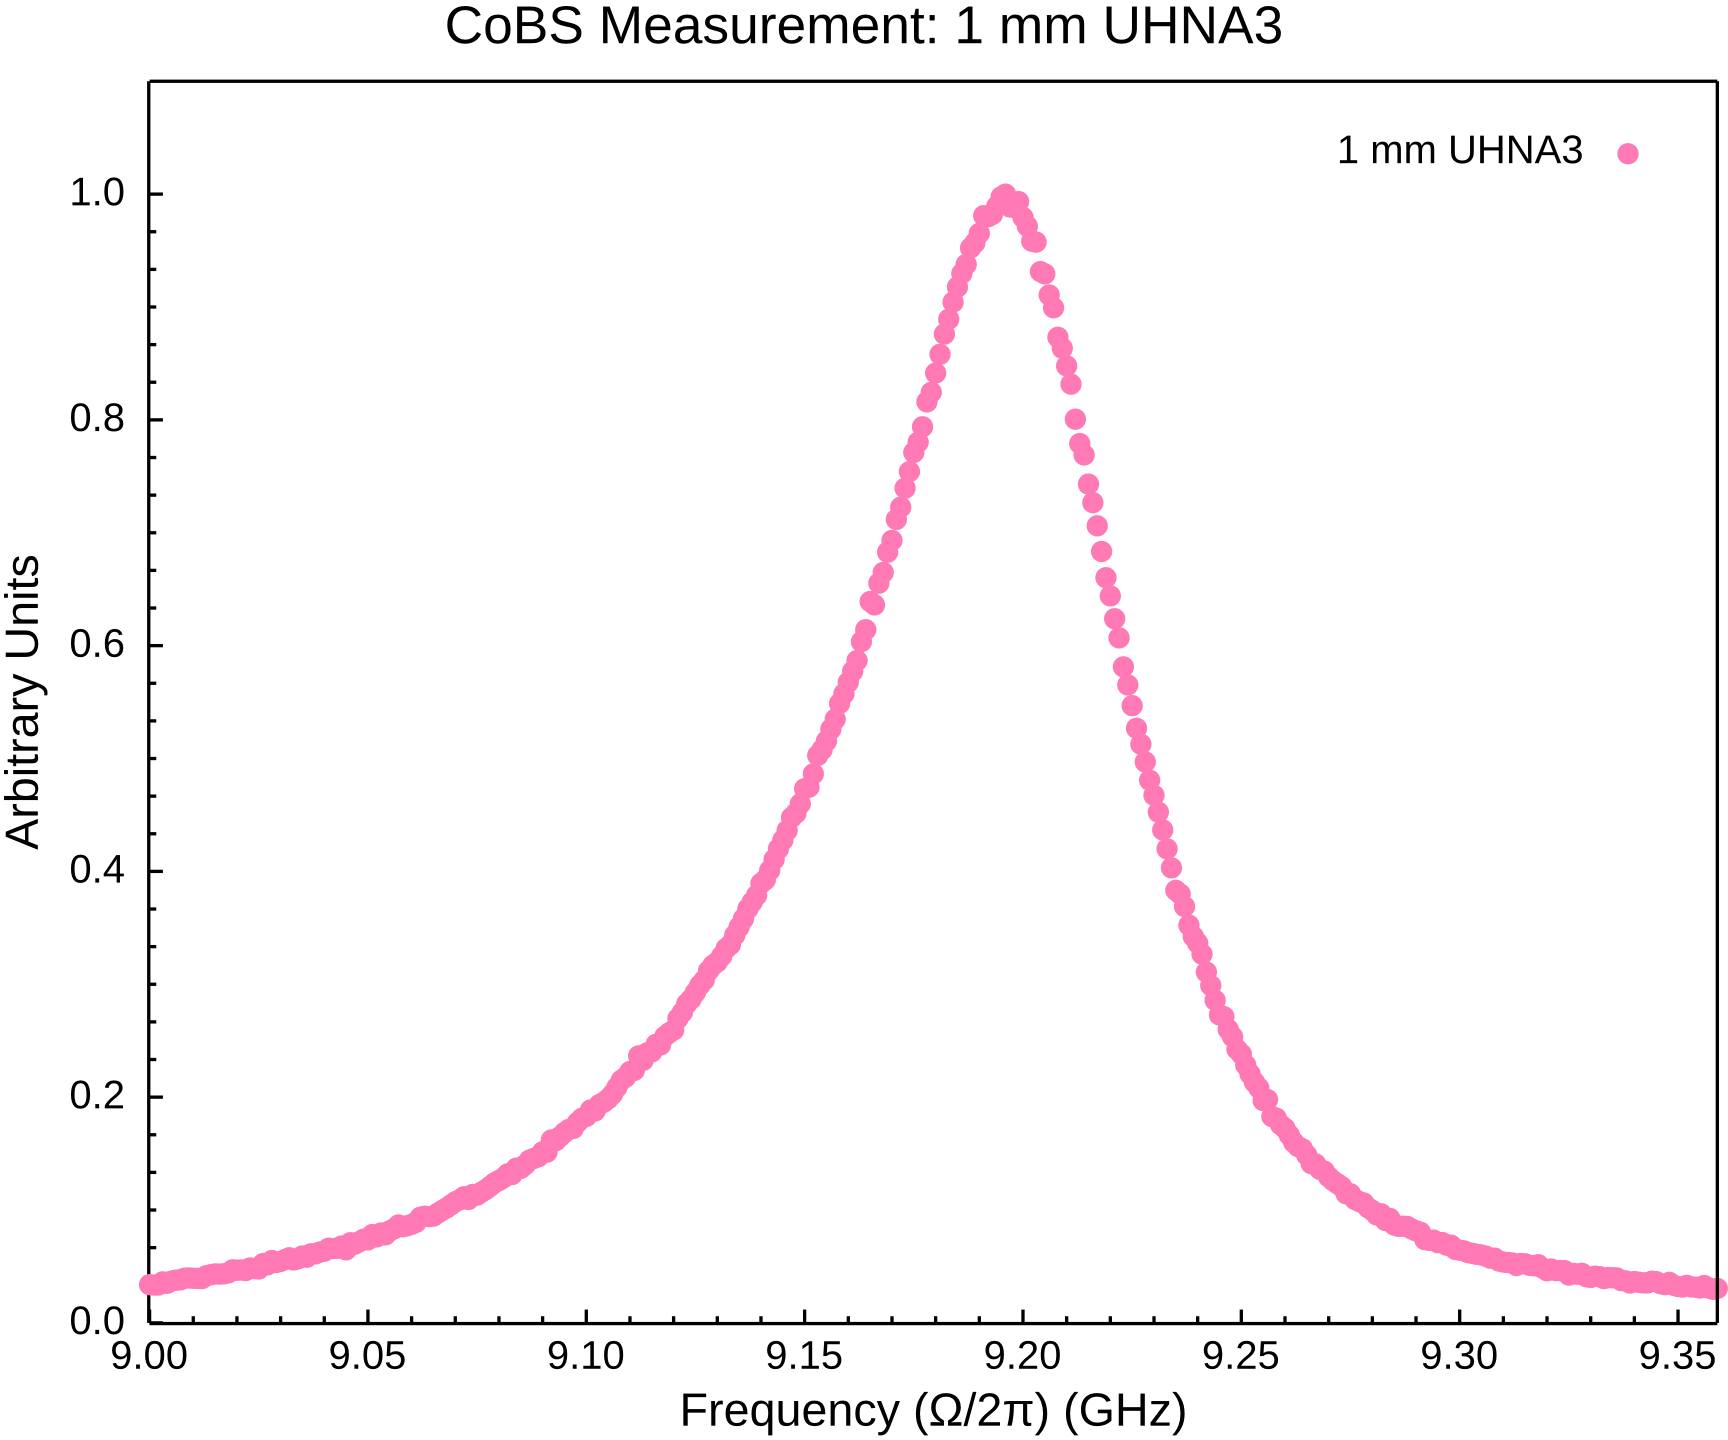 CoBS Measurement: 1 mm UHNA3
1 mm UHNA3
1.0
0.8
0.6
0.4
0.2
0.0
Arbitrary Units
9.00 9.05 9.10 9.15 9.20 9.25 9.30 9.35
Frequency (Ω/2π) (GHz)